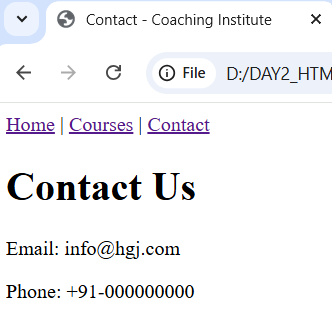 Contact - Coaching Institute
File D:/DAY2_HTM
Home | Courses | Contact
Contact Us
Email: info@hgj.com
Phone: +91-000000000